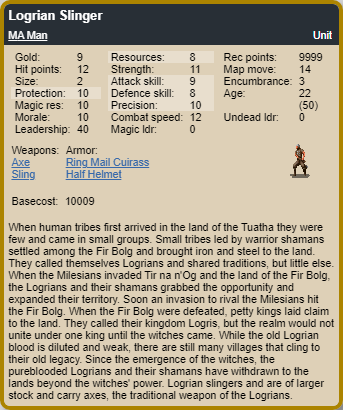 Logrian Slinger
MA Man Unit
Gold: 9 Resources: 8 Rec points: 9999
Hit points: 12 Strength: 11 Map move: 14
Size: 2 Attack skill: 9 Encumbrance: 3
Protection: 10 Defence skill: 8 Age: 22
Magic res: 10 Precision: 10 (50)
Morale: 10 Combat speed: 12 Undead ldr: 0
Leadership: 40 Magic ldr: 0
Weapons: Armor:
Axe Ring Mail Cuirass
Sling Half Helmet
Basecost: 10009
When human tribes first arrived in the land of the Tuatha they were
few and came in small groups. Small tribes led by warrior shamans
settled among the Fir Bolg and brought iron and steel to the land.
They called themselves Logrians and shared traditions, but little else.
When the Milesians invaded Tir na n'Og and the land of the Fir Bolg,
the Logrians and their shamans grabbed the opportunity and
expanded their territory. Soon an invasion to rival the Milesians hit
the Fir Bolg. When the Fir Bolg were defeated, petty kings laid claim
to the land. They called their kingdom Logris, but the realm would not
unite under one king until the witches came. While the old Logrian
blood is diluted and weak, there are still many villages that cling to
their old legacy. Since the emergence of the witches, the
pureblooded Logrians and their shamans have withdrawn to the
lands beyond the witches' power. Logrian slingers and are of larger
stock and carry axes, the traditional weapon of the Logrians.